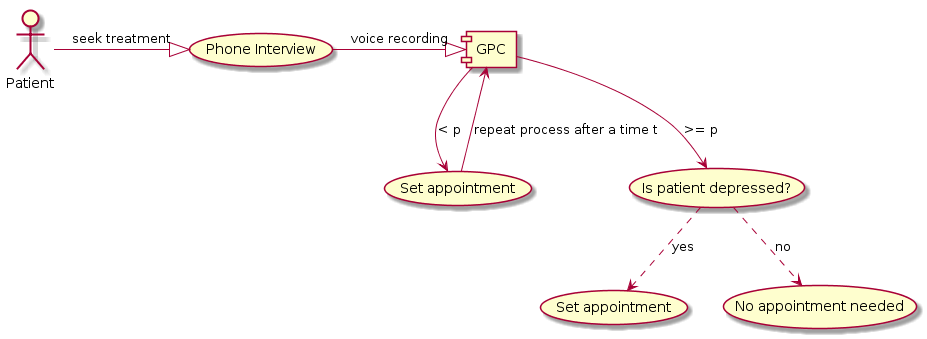 seek treatment
Phone Interview
voice recording
GPC
Patient
< p
repeat process after a time t
>= p
Set appointment
Is patient depressed?
yes
no
Set appointment
No appointment needed